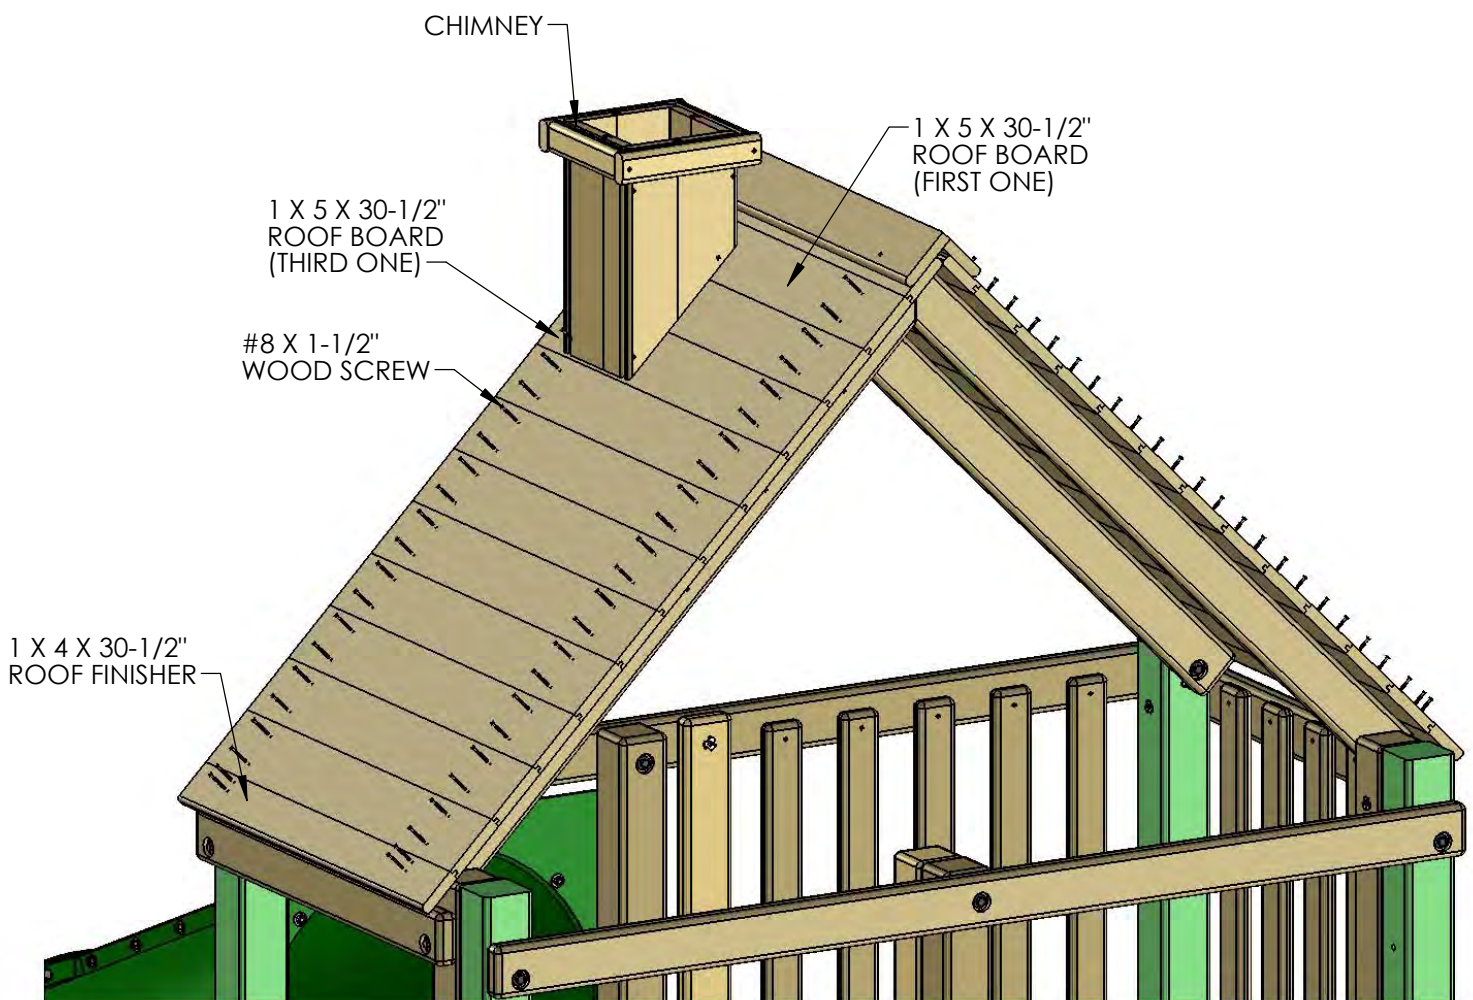 CHIMNEY
1 X 5 X 30-1/2"
ROOF BOARD
(FIRST ONE)
1 X 5 X 30-1/2"
ROOF BOARD
(THIRD ONE)
#8 X 1-1/2"
WOOD SCREW
1 X 4 X 30-1/2"
ROOF FINISHER